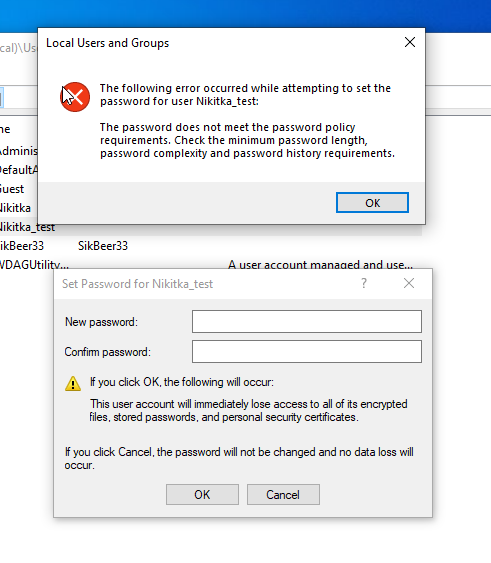 cal)\Us
Local Users and Groups
The following error occurred while attempting to set the
password for user Nikitka_test:
The password does not meet the password policy
requirements. Check the minimum password length,
password complexity and password history requirements.
OK
me
Adminis
DefaultA
Guest
Nikitka
Nikitka_test
SikBeer33 SikBeer33
WDAGUtility... A user account managed and use...
Set Password for Nikitka_test
?
New password:
Confirm password:
If you click OK, the following will occur:
This user account will immediately lose access to all of its encrypted
files, stored passwords, and personal security certificates.
If you click Cancel, the password will not be changed and no data loss will
occur.
OK Cancel